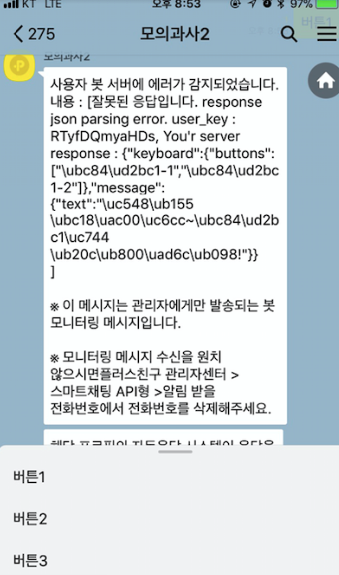 KT LTE 오후 8:53 97%
버튼1
275 모의과사2
모의과사2
사용자 봇 서버에 에러가 감지되었습니다.
내용 : [잘못된 응답입니다. response
json parsing error. user_key :
RTyfDQmyaHDs, You'r server
response : {"keyboard":{"buttons":
["\ubc84\ud2bc1-1","\ubc84\ud2bc
1-2"]},"message":
{"text":"\uc548\ub155
\ubc18\uac00\uc6cc~\ubc84\ud2b
c1\uc744
\ub20c\ub800\uad6c\ub098!"}}
]
※ 이 메시지는 관리자에게만 발송되는 봇
모니터링 메시지입니다.
※ 모니터링 메시지 수신을 원치
않으시면플러스친구 관리자센터 >
스마트채팅 API형 >알림 받을
전화번호에서 전화번호를 삭제해주세요.
버튼1
버튼2
버튼3